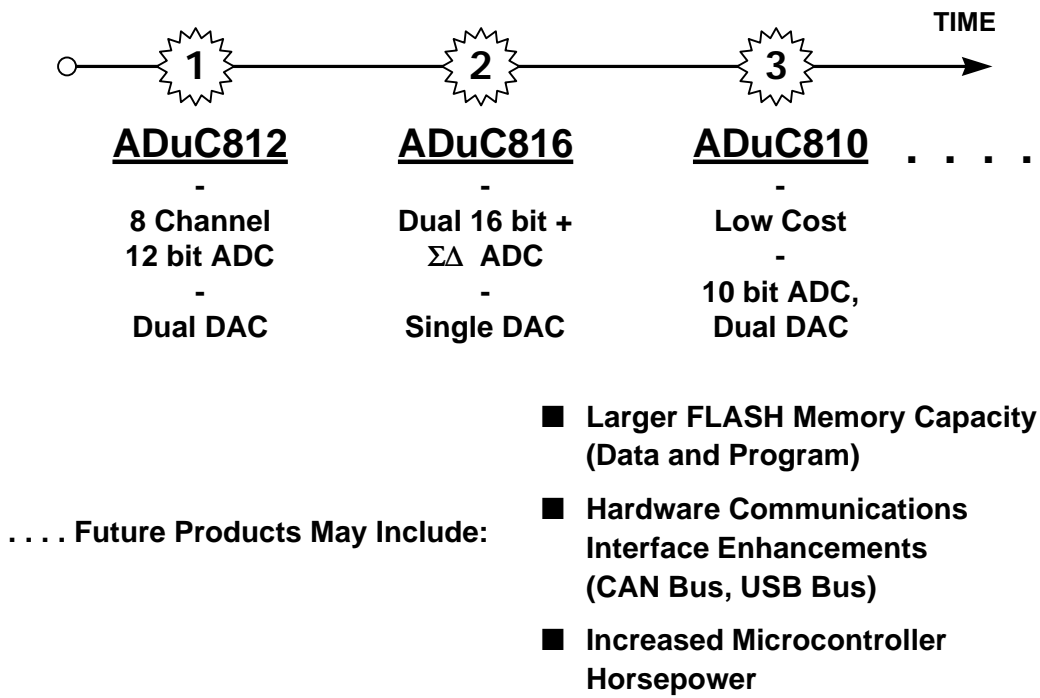 TIME
1 2 3
ADuC812 ADuC816 ADuC810 . . . .
- - -
8 Channel Dual 16 bit + Low Cost
12 bit ADC ΣΔ ADC -
- - 10 bit ADC,
Dual DAC Single DAC Dual DAC
■ Larger FLASH Memory Capacity
(Data and Program)
. . . . Future Products May Include:
■ Hardware Communications
Interface Enhancements
(CAN Bus, USB Bus)
■ Increased Microcontroller
Horsepower